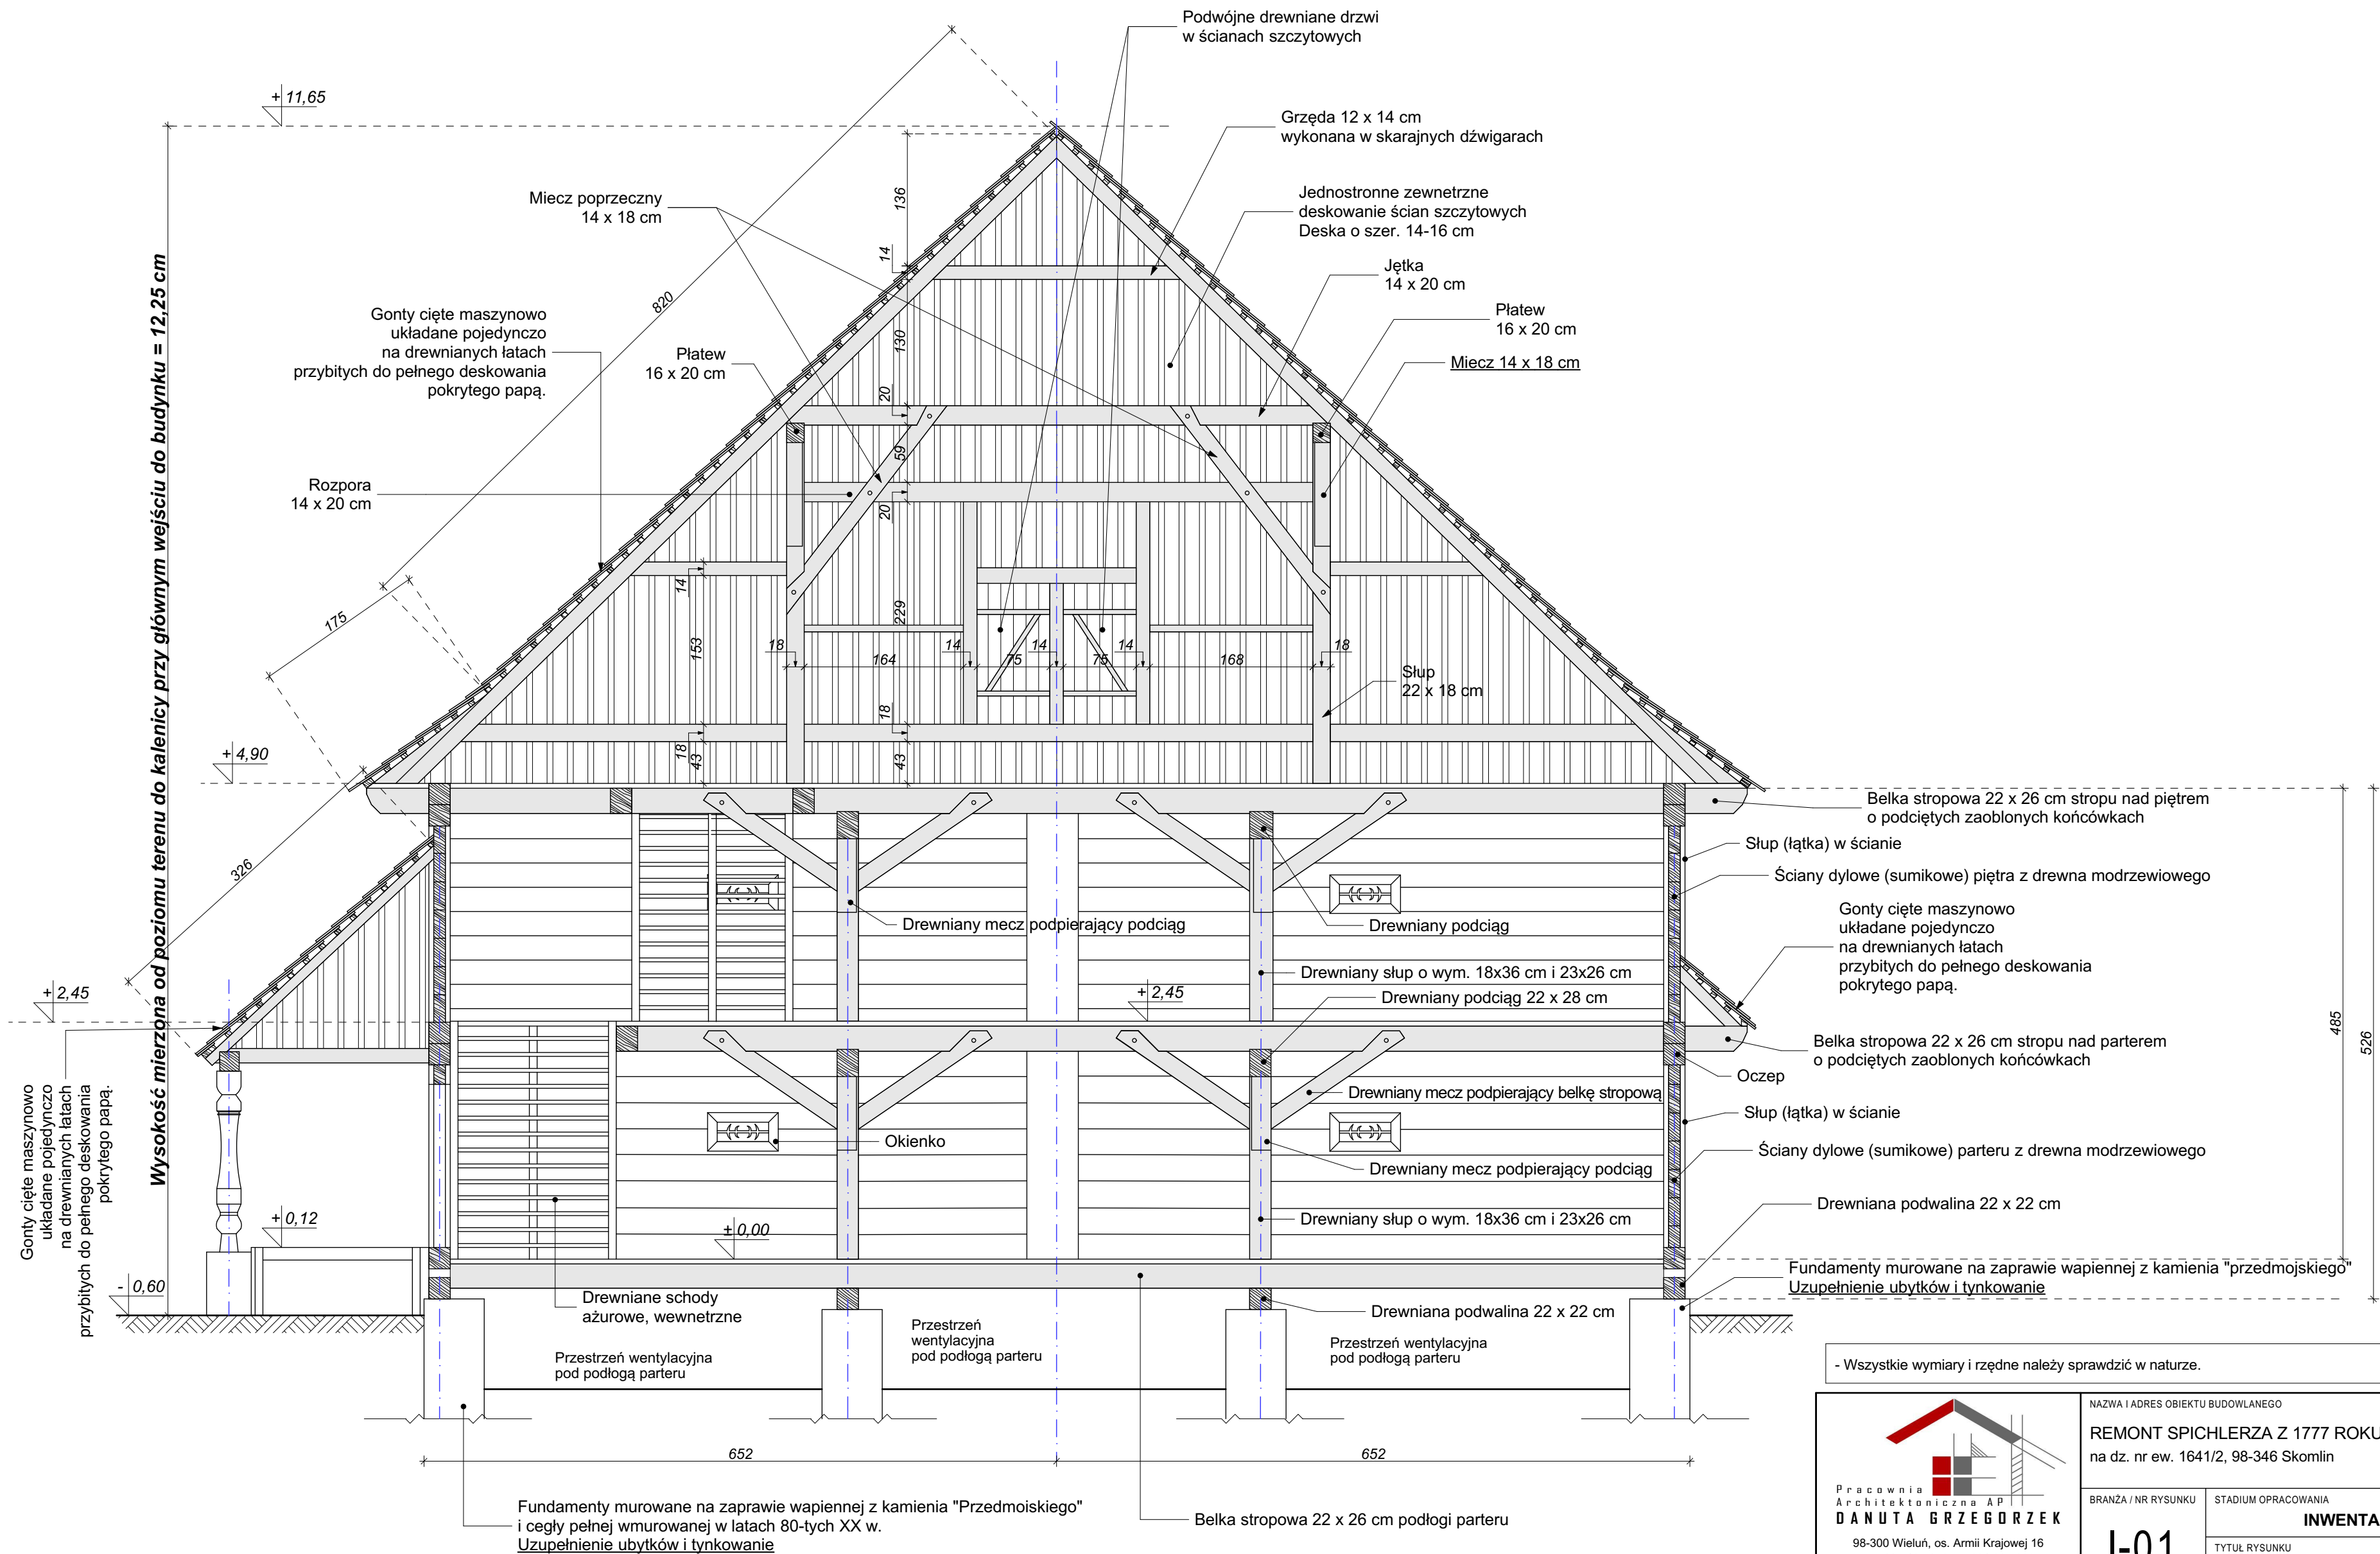 Podwójne drewniane drzwi
w ścianach szczytowych
+ 11,65
Grzęda 12 x 14 cm
wykonana w skarajnych dźwigarach
Miecz poprzeczny
14 x 18 cm
136
Jednostronne zewnetrzne
deskowanie ścian szczytowych
Deska o szer. 14-16 cm
14
Jętka
14 x 20 cm
820
Gonty cięte maszynowo
układane pojedynczo
na drewnianych łatach
przybitych do pełnego deskowania
pokrytego papą.
Płatew
16 x 20 cm
130
Płatew
16 x 20 cm
Miecz 14 x 18 cm
20
59
Rozpora
14 x 20 cm
20
Wysokość mierzona od poziomu terenu do kalenicy przy głównym wejściu do budynku = 12,25 cm
175
14
229
153
18
164
14
75
14
75
14
168
18
Słup
22 x 18 cm
18
18
43
43
+ 4,90
Belka stropowa 22 x 26 cm stropu nad piętrem
o podciętych zaoblonych końcówkach
Słup (łątka) w ścianie
326
Ściany dylowe (sumikowe) piętra z drewna modrzewiowego
Drewniany mecz podpierający podciąg
Drewniany podciąg
Gonty cięte maszynowo
układane pojedynczo
na drewnianych łatach
przybitych do pełnego deskowania
pokrytego papą.
Drewniany słup o wym. 18x36 cm i 23x26 cm
+ 2,45
+ 2,45
Drewniany podciąg 22 x 28 cm
485
526
Belka stropowa 22 x 26 cm stropu nad parterem
o podciętych zaoblonych końcówkach
Oczep
Gonty cięte maszynowo
układane pojedynczo
na drewnianych łatach
przybitych do pełnego deskowania
pokrytego papą.
Drewniany mecz podpierający belkę stropową
Słup (łątka) w ścianie
Okienko
Ściany dylowe (sumikowe) parteru z drewna modrzewiowego
Drewniany mecz podpierający podciąg
Drewniana podwalina 22 x 22 cm
+ 0,12
± 0,00
Drewniany słup o wym. 18x36 cm i 23x26 cm
- 0,60
Fundamenty murowane na zaprawie wapiennej z kamienia "przedmojskiego"
Uzupełnienie ubytków i tynkowanie
Drewniane schody
ażurowe, wewnetrzne
Drewniana podwalina 22 x 22 cm
Przestrzeń wentylacyjna
pod podłogą parteru
Przestrzeń
wentylacyjna
pod podłogą parteru
Przestrzeń wentylacyjna
pod podłogą parteru
- Wszystkie wymiary i rzędne należy sprawdzić w naturze.
652
652
Fundamenty murowane na zaprawie wapiennej z kamienia "Przedmoiskiego"
i cegły pełnej wmurowanej w latach 80-tych XX w.
Uzupełnienie ubytków i tynkowanie
Belka stropowa 22 x 26 cm podłogi parteru
Pracownia
Architektoniczna AP
DANUTA GRZEGORZEK
98-300 Wieluń, os. Armii Krajowej 16
NAZWA I ADRES OBIEKTU BUDOWLANEGO
REMONT SPICHLERZA Z 1777 ROKU
na dz. nr ew. 1641/2, 98-346 Skomlin
BRANŻA / NR RYSUNKU
I-01
STADIUM OPRACOWANIA
INWENTA
TYTUŁ RYSUNKU